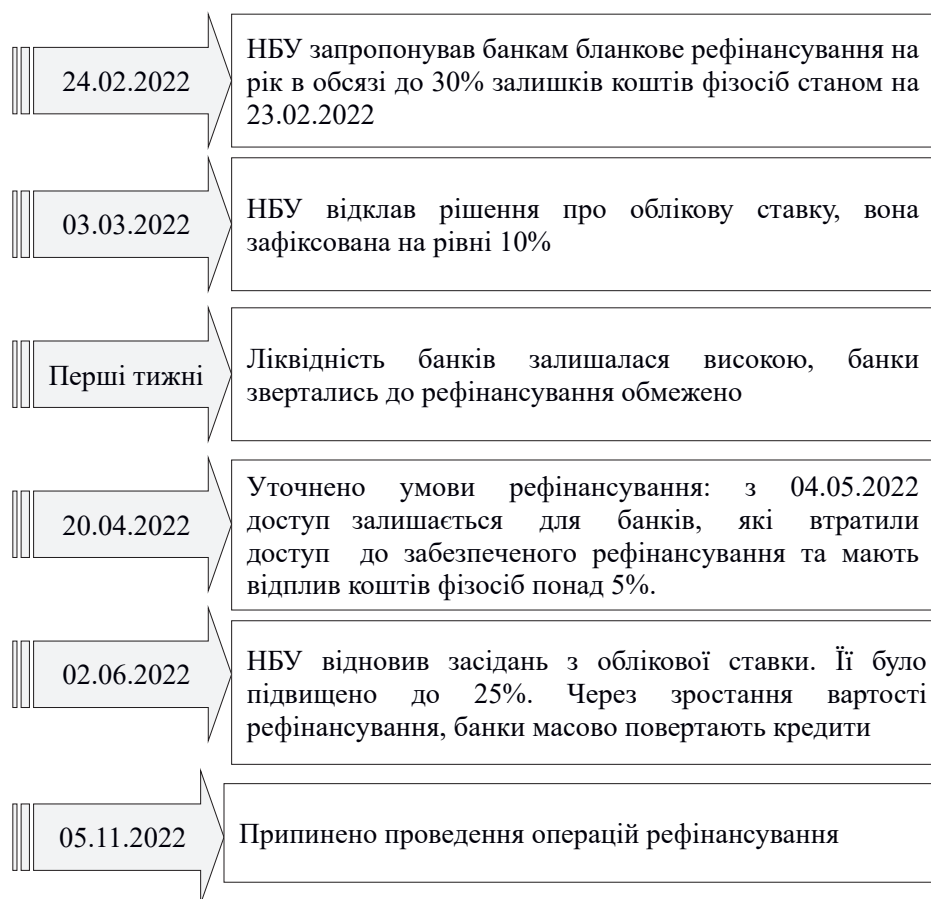 24.02.2022
НБУ запропонував банкам бланкове рефінансування на
рік в обсязі до 30% залишків коштів фізосіб станом на
23.02.2022
03.03.2022
НБУ відклав рішення про облікову ставку, вона
зафіксована на рівні 10%
Перші тижні
Ліквідність банків залишалася високою, банки
звертались до рефінансування обмежено
20.04.2022
Уточнено умови рефінансування: з 04.05.2022
доступ залишається для банків, які втратили
доступ до забезпеченого рефінансування та мають
відплив коштів фізосіб понад 5%.
02.06.2022
НБУ відновив засідань з облікової ставки. Її було
підвищено до 25%. Через зростання вартості
рефінансування, банки масово повертають кредити
05.11.2022
Припинено проведення операцій рефінансування